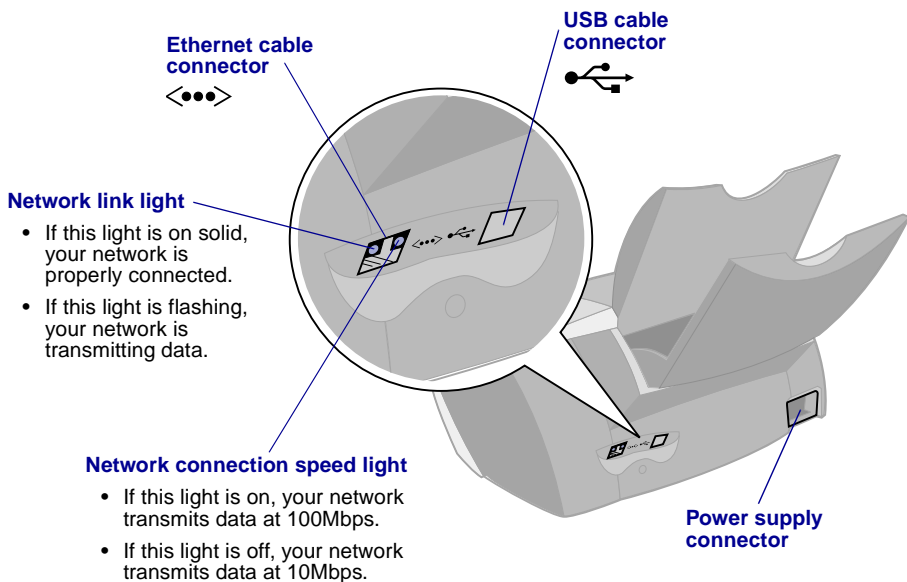 USB cable
connector
Ethernet cable
connector
Network link light
• If this light is on solid,
your network is
properly connected.
• If this light is flashing,
your network is
transmitting data.
Network connection speed light
• If this light is on, your network
transmits data at 100Mbps.
• If this light is off, your network
transmits data at 10Mbps.
Power supply
connector